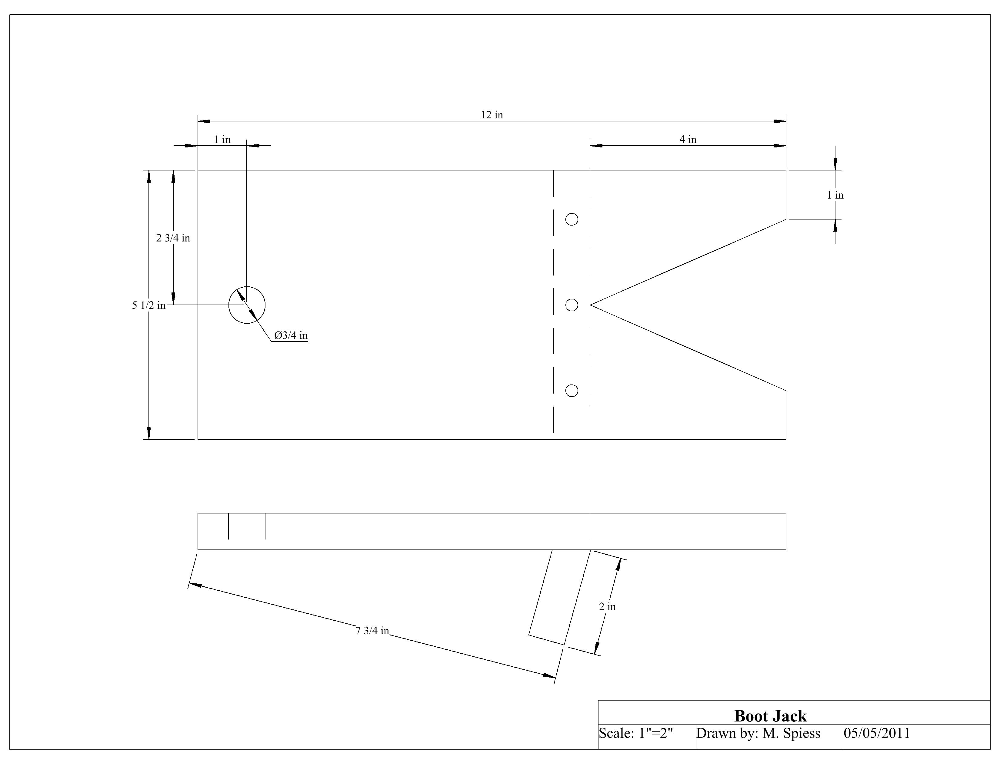 12 in
1 in
4 in
1 in
2 3/4 in
5 1/2 in
Ø3/4 in
2 in
7 3/4 in
Boot Jack
Scale: 1"=2"
Drawn by: M. Spiess
05/05/2011